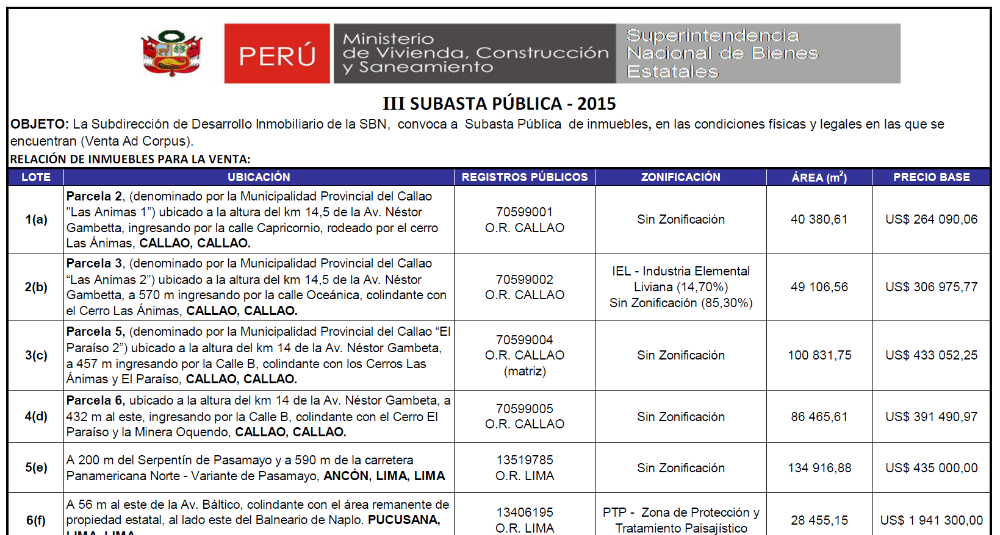 PERÚ
Ministerio
de Vivienda, Construcción
y Saneamiento
Superintendencia
Nacional de Bienes
Estatales
III SUBASTA PÚBLICA - 2015
OBJETO: La Subdirección de Desarrollo Inmobiliario de la SBN, convoca a Subasta Pública de inmuebles, en las condiciones físicas y legales en las que se
encuentran (Venta Ad Corpus).
RELACIÓN DE INMUEBLES PARA LA VENTA:
LOTE UBICACIÓN REGISTROS PÚBLICOS ZONIFICACIÓN ÁREA (m²) PRECIO BASE
1(a)
Parcela 2, (denominado por la Municipalidad Provincial del Callao
"Las Animas 1”) ubicado a la altura del km 14,5 de la Av. Néstor
Gambetta, ingresando por la calle Capricornio, rodeado por el cerro
Las Ánimas, CALLAO, CALLAO.
70599001
O.R. CALLAO
Sin Zonificación
40 380,61
US$ 264 090,06
2(b)
Parcela 3, (denominado por la Municipalidad Provincial del Callao
“Las Animas 2”) ubicado a la altura del km 14,5 de la Av. Néstor
Gambetta, a 570 m ingresando por la calle Oceánica, colindante con
el Cerro Las Ánimas, CALLAO, CALLAO.
70599002
O.R. CALLAO
IEL - Industria Elemental
Liviana (14,70%)
Sin Zonificación (85,30%)
49 106,56
US$ 306 975,77
3(c)
Parcela 5, (denominado por la Municipalidad Provincial del Callao “El
Paraíso 2”) ubicado a la altura del km 14 de la Av. Néstor Gambeta,
a 457 m ingresando por la Calle B, colindante con los Cerros Las
Ánimas y El Paraíso, CALLAO, CALLAO.
70599004
O.R. CALLAO
(matriz)
Sin Zonificación
100 831,75
US$ 433 052,25
4(d)
Parcela 6, ubicado a la altura del km 14 de la Av. Néstor Gambeta, a
432 m al este, ingresando por la Calle B, colindante con el Cerro El
Paraíso y la Minera Oquendo, CALLAO, CALLAO.
70599005
O.R. CALLAO
Sin Zonificación
86 465,61
US$ 391 490,97
5(e)
A 200 m del Serpentín de Pasamayo y a 590 m de la carretera
Panamericana Norte - Variante de Pasamayo, ANCÓN, LIMA, LIMA
13519785
O.R. LIMA
Sin Zonificación
134 916,88
US$ 435 000,00
6(f)
A 56 m al este de la Av. Báltico, colindante con el área remanente de
propiedad estatal, al lado este del Balneario de Naplo. PUCUSANA,
LIMA, LIMA
13406195
O.R. LIMA
PTP - Zona de Protección y
Tratamiento Paisajístico
28 455,15
US$ 1 941 300,00